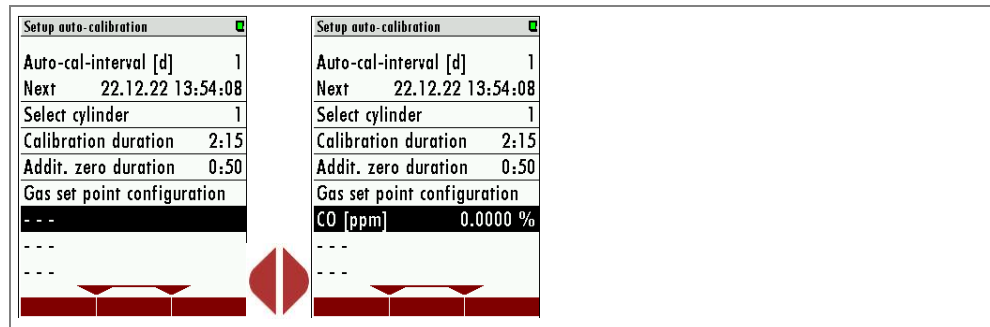 Setup auto-calibration
Auto-cal-interval [d] 1
Next 22.12.22 13:54:08
Select cylinder 1
Calibration duration 2:15
Addit. zero duration 0:50
Gas set point configuration
- - -
- - -
- - -
Setup auto-calibration
Auto-cal-interval [d] 1
Next 22.12.22 13:54:08
Select cylinder 1
Calibration duration 2:15
Addit. zero duration 0:50
Gas set point configuration
CO [ppm] 0.0000 %
- - -
- - -